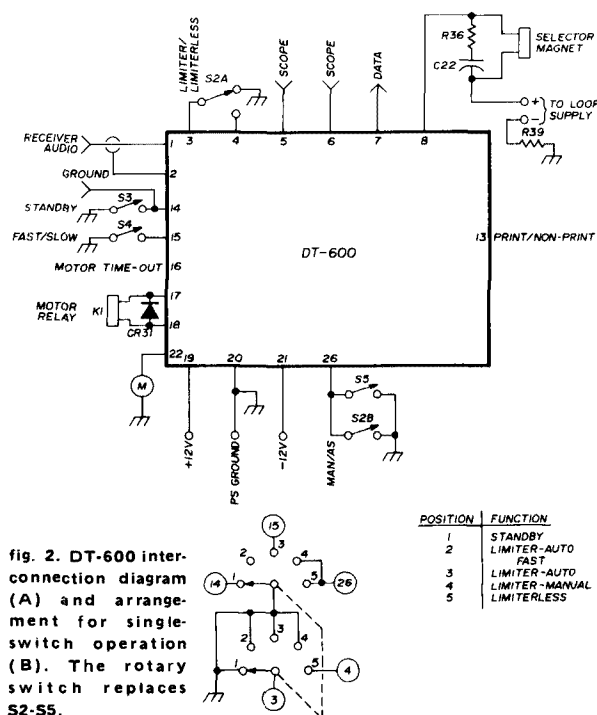 LIMITER/
LIMITERLESS
S2A
SCOPE
SCOPE
DATA
R36
C22
SELECTOR
MAGNET
+
-
TO LOOP
SUPPLY
R39
RECEIVER
AUDIO
GROUND
STANDBY
S3
FAST/SLOW
S4
MOTOR TIME-OUT
MOTOR
RELAY
K1
CR31
M
1
2
14
15
16
17
18
22
3
4
5
6
7
8
DT-600
13 PRINT/NON-PRINT
19
20
21
26
+12V
PS GROUND
-12V
MAN/AS
S5
S2B
fig. 2. DT-600 inter-
connection diagram
(A) and arrange-
ment for single-
switch operation
(B). The rotary
switch replaces
S2-S5.
15
2
3
4
14
1
5
26
2
3
4
1
5
4
3
POSITION FUNCTION
1 STANDBY
2 LIMITER-AUTO
FAST
3 LIMITER-AUTO
4 LIMITER-MANUAL
5 LIMITERLESS